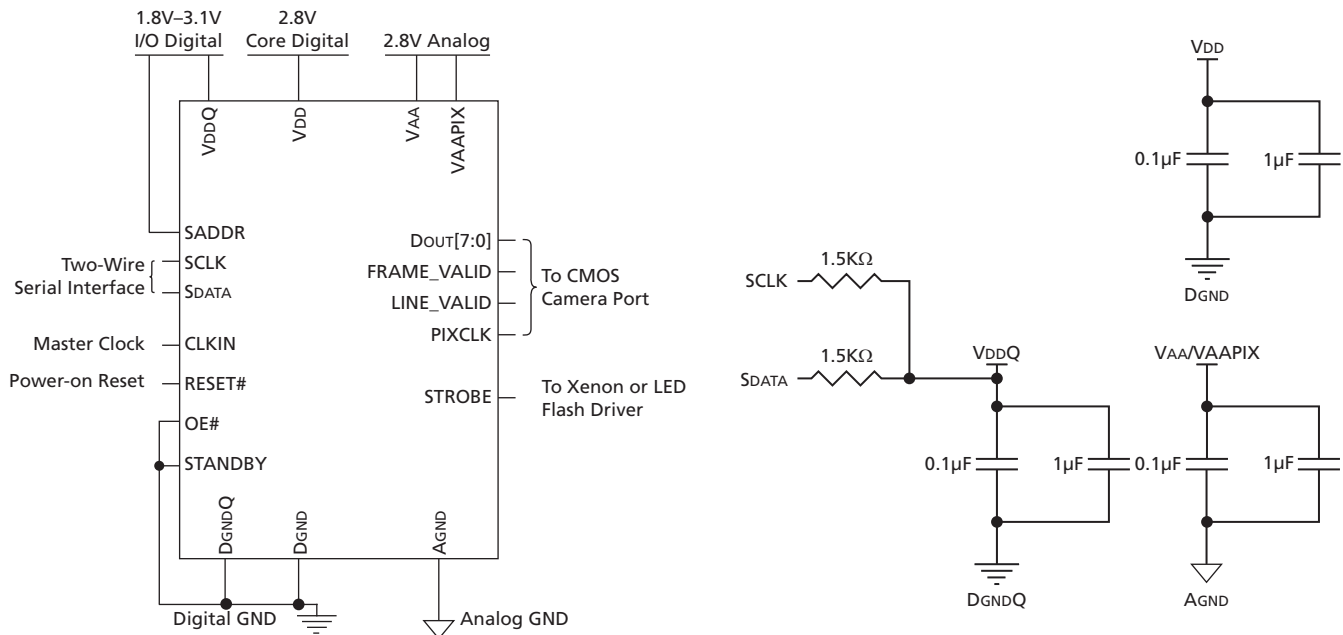 1.8V–3.1V
I/O Digital
2.8V
Core Digital
2.8V Analog
VDDQ
VDD
VAA
VAAPIX
SADDR
SCLK
SDATA
Two-Wire
Serial Interface
CLKIN
Master Clock
RESET#
Power-on Reset
OE#
STANDBY
DOUT[7:0]
FRAME_VALID
LINE_VALID
PIXCLK
To CMOS
Camera Port
STROBE
To Xenon or LED
Flash Driver
DGNDQ
DGND
AGND
Digital GND
Analog GND
SCLK
1.5KΩ
SDATA
1.5KΩ
VDDQ
0.1µF
1µF
DGNDQ
VDD
0.1µF
1µF
DGND
VAA/VAAPIX
0.1µF
1µF
AGND